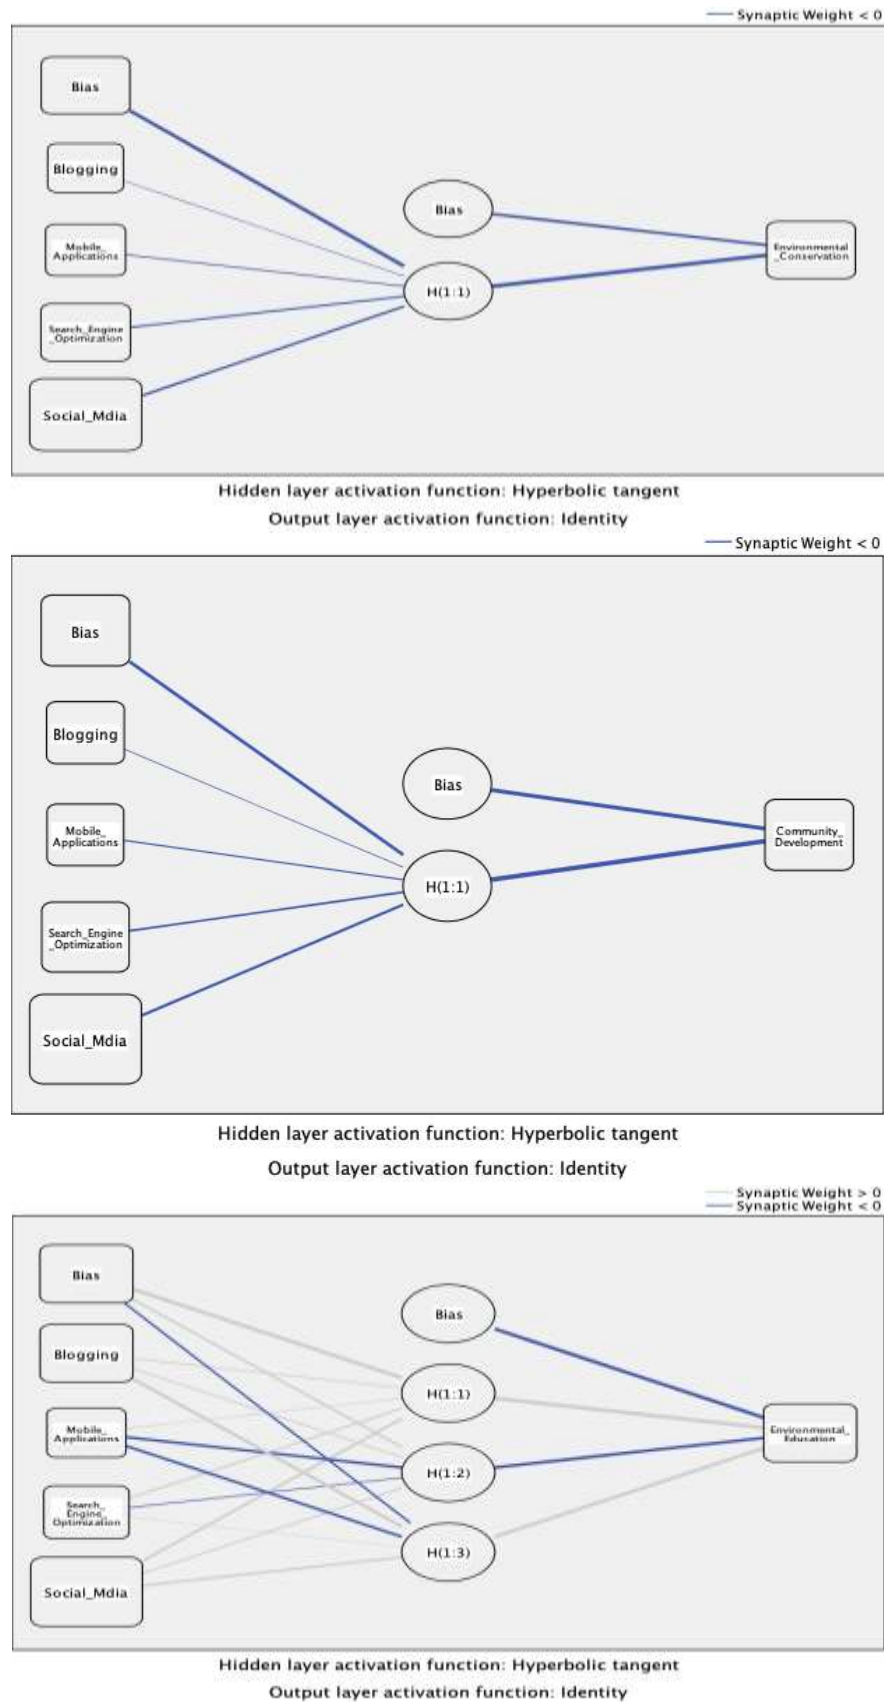 Synaptic Weight < 0
Bias
Blogging
Mobile_
Applications
Search_Engine
_Optimization
Social_Mdia
Bias
H(1:1)
Environmental
_Conservation
Hidden layer activation function: Hyperbolic tangent
Output layer activation function: Identity
Synaptic Weight < 0
Bias
Blogging
Mobile_
Applications
Search_Engine
_Optimization
Social_Mdia
Bias
H(1:1)
Community_
Development
Hidden layer activation function: Hyperbolic tangent
Output layer activation function: Identity
Synaptic Weight > 0
Synaptic Weight < 0
Bias
Blogging
Mobile_
Applications
Search_
Engine_
Optimization
Social_Mdia
Bias
H(1:1)
H(1:2)
H(1:3)
Environmental_
Education
Hidden layer activation function: Hyperbolic tangent
Output layer activation function: Identity